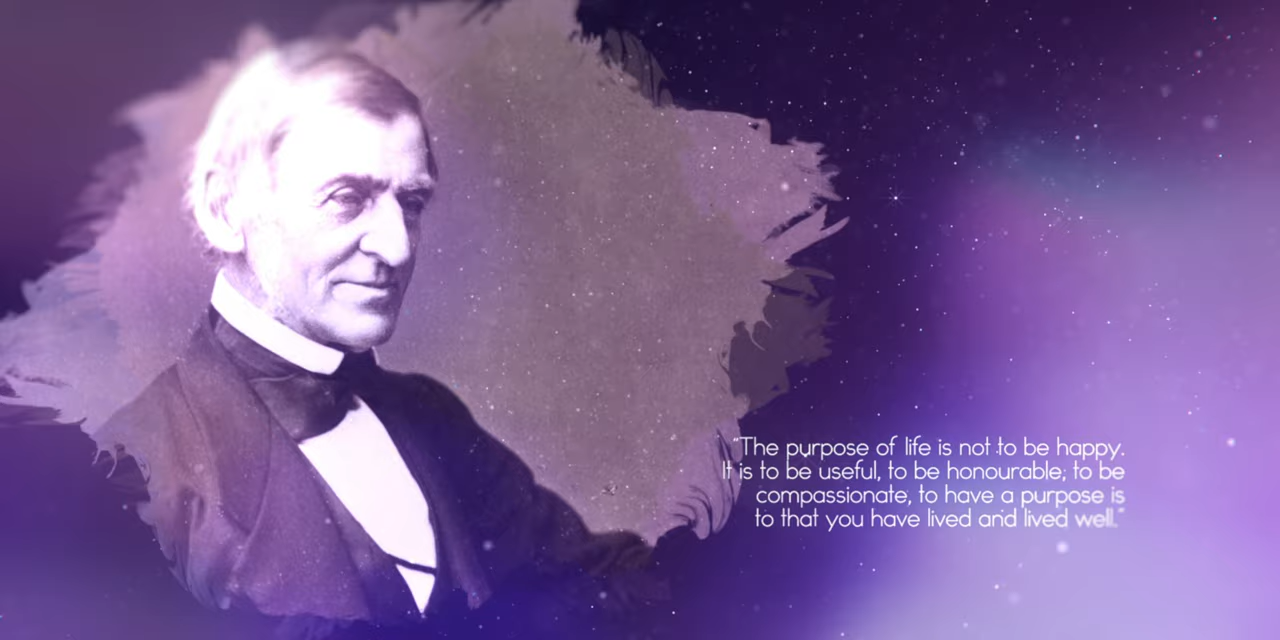 "The purpose of life is not to be happy.
It is to be useful, to be honourable, to be
compassionate, to have a purpose is
to that you have lived and lived well."